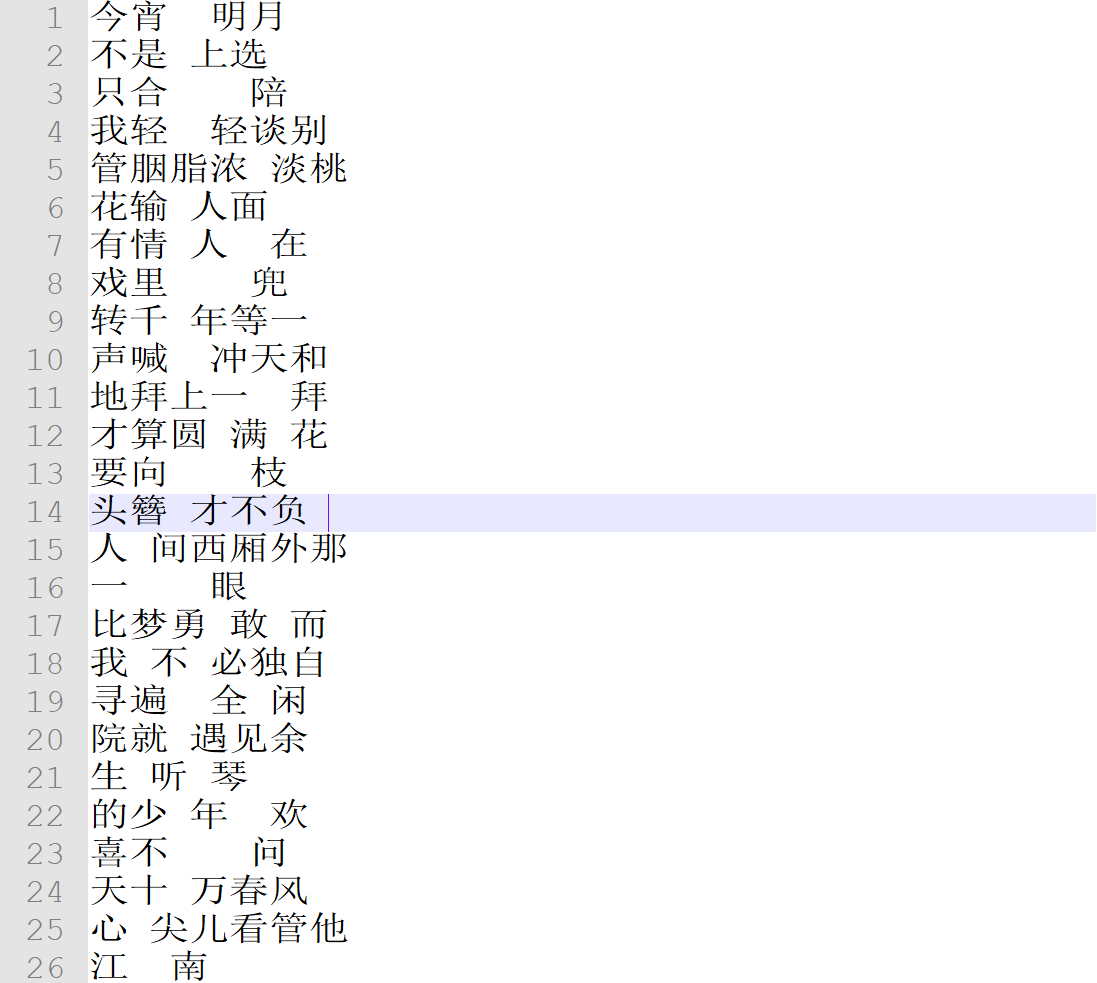 1 今宵  明月
2 不是 上选
3 只合    陪
4 我轻  轻谈别
5 管胭脂浓 淡桃
6 花输 人面
7 有情 人  在
8 戏里    兜
9 转千 年等一
10 声喊  冲天和
11 地拜上一  拜
12 才算圆 满 花
13 要向    枝
14 头簪 才不负
15 人 间西厢外那
16 一    眼
17 比梦勇 敢 而
18 我 不 必独自
19 寻遍  全 闲
20 院就 遇见余
21 生 听 琴
22 的少 年  欢
23 喜不    问
24 天十 万春风
25 心 尖儿看管他
26 江  南